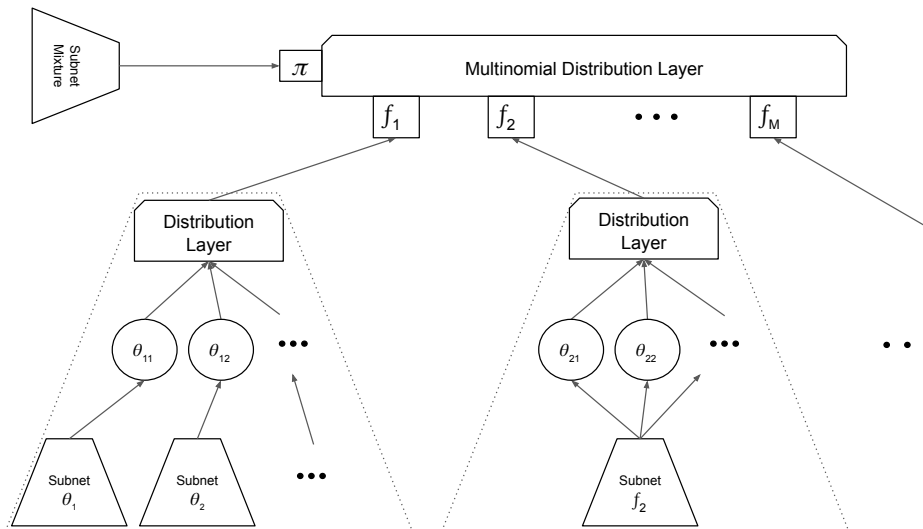 Subnet
Mixture
π
Multinomial Distribution Layer
f₁
f₂
• • •
f_M
Distribution
Layer
Distribution
Layer
θ₁₁
θ₁₂
•••
θ₂₁
θ₂₂
•••
• •
Subnet
θ₁
Subnet
θ₂
•••
Subnet
f₂